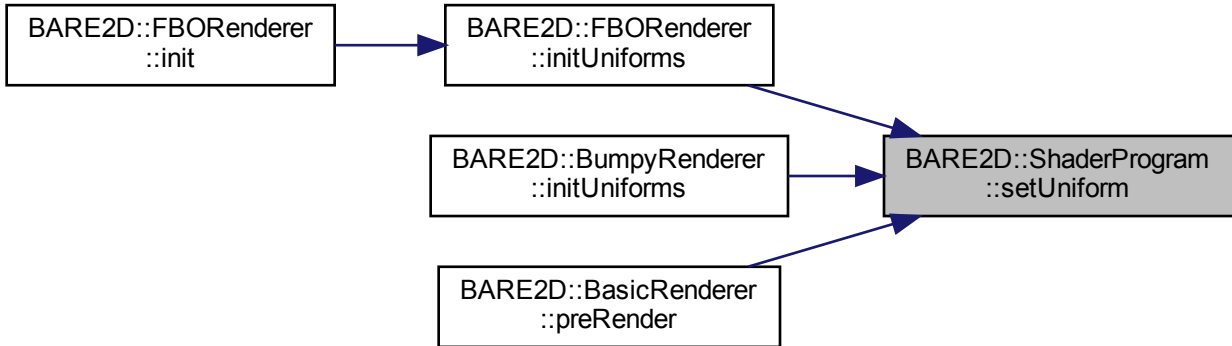 BARE2D::FBORenderer
::init
BARE2D::FBORenderer
::initUniforms
BARE2D::BumpyRenderer
::initUniforms
BARE2D::BasicRenderer
::preRender
BARE2D::ShaderProgram
::setUniform